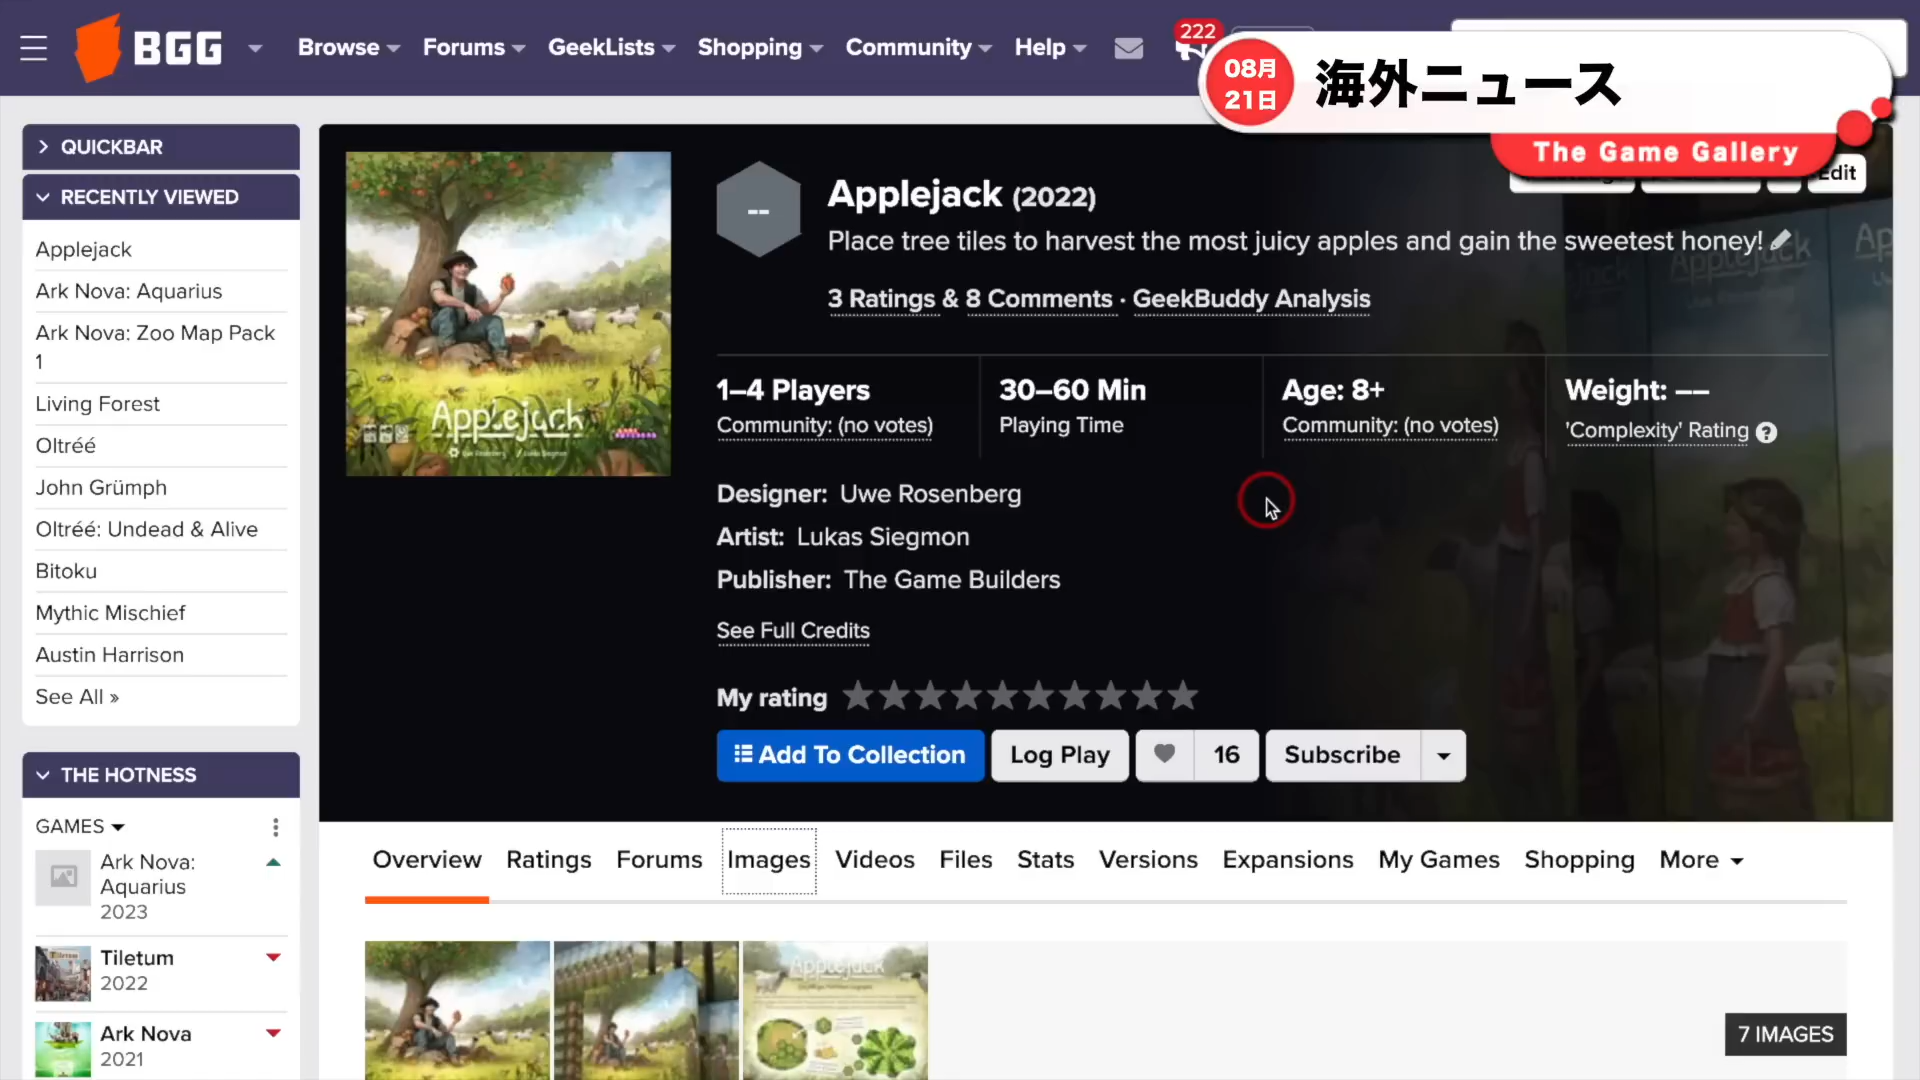 BGG
Browse
Forums
GeekLists
Shopping
Community
Help
222
08月
21日
海外ニュース
The Game Gallery
Edit
QUICKBAR
RECENTLY VIEWED
Applejack
Ark Nova: Aquarius
Ark Nova: Zoo Map Pack
1
Living Forest
Oltréé
John Grümph
Oltréé: Undead & Alive
Bitoku
Mythic Mischief
Austin Harrison
See All »
THE HOTNESS
GAMES
Ark Nova:
Aquarius
2023
Tiletum
2022
Ark Nova
2021
Applejack
Uwe Rosenberg
Lukas Siegmon
--
Applejack (2022)
Place tree tiles to harvest the most juicy apples and gain the sweetest honey!
3 Ratings & 8 Comments · GeekBuddy Analysis
1–4 Players
Community: (no votes)
30–60 Min
Playing Time
Age: 8+
Community: (no votes)
Weight: ––
'Complexity' Rating ?
Designer: Uwe Rosenberg
Artist: Lukas Siegmon
Publisher: The Game Builders
See Full Credits
My rating
Add To Collection
Log Play
16
Subscribe
Overview
Ratings
Forums
Images
Videos
Files
Stats
Versions
Expansions
My Games
Shopping
More
Applejack
7 IMAGES